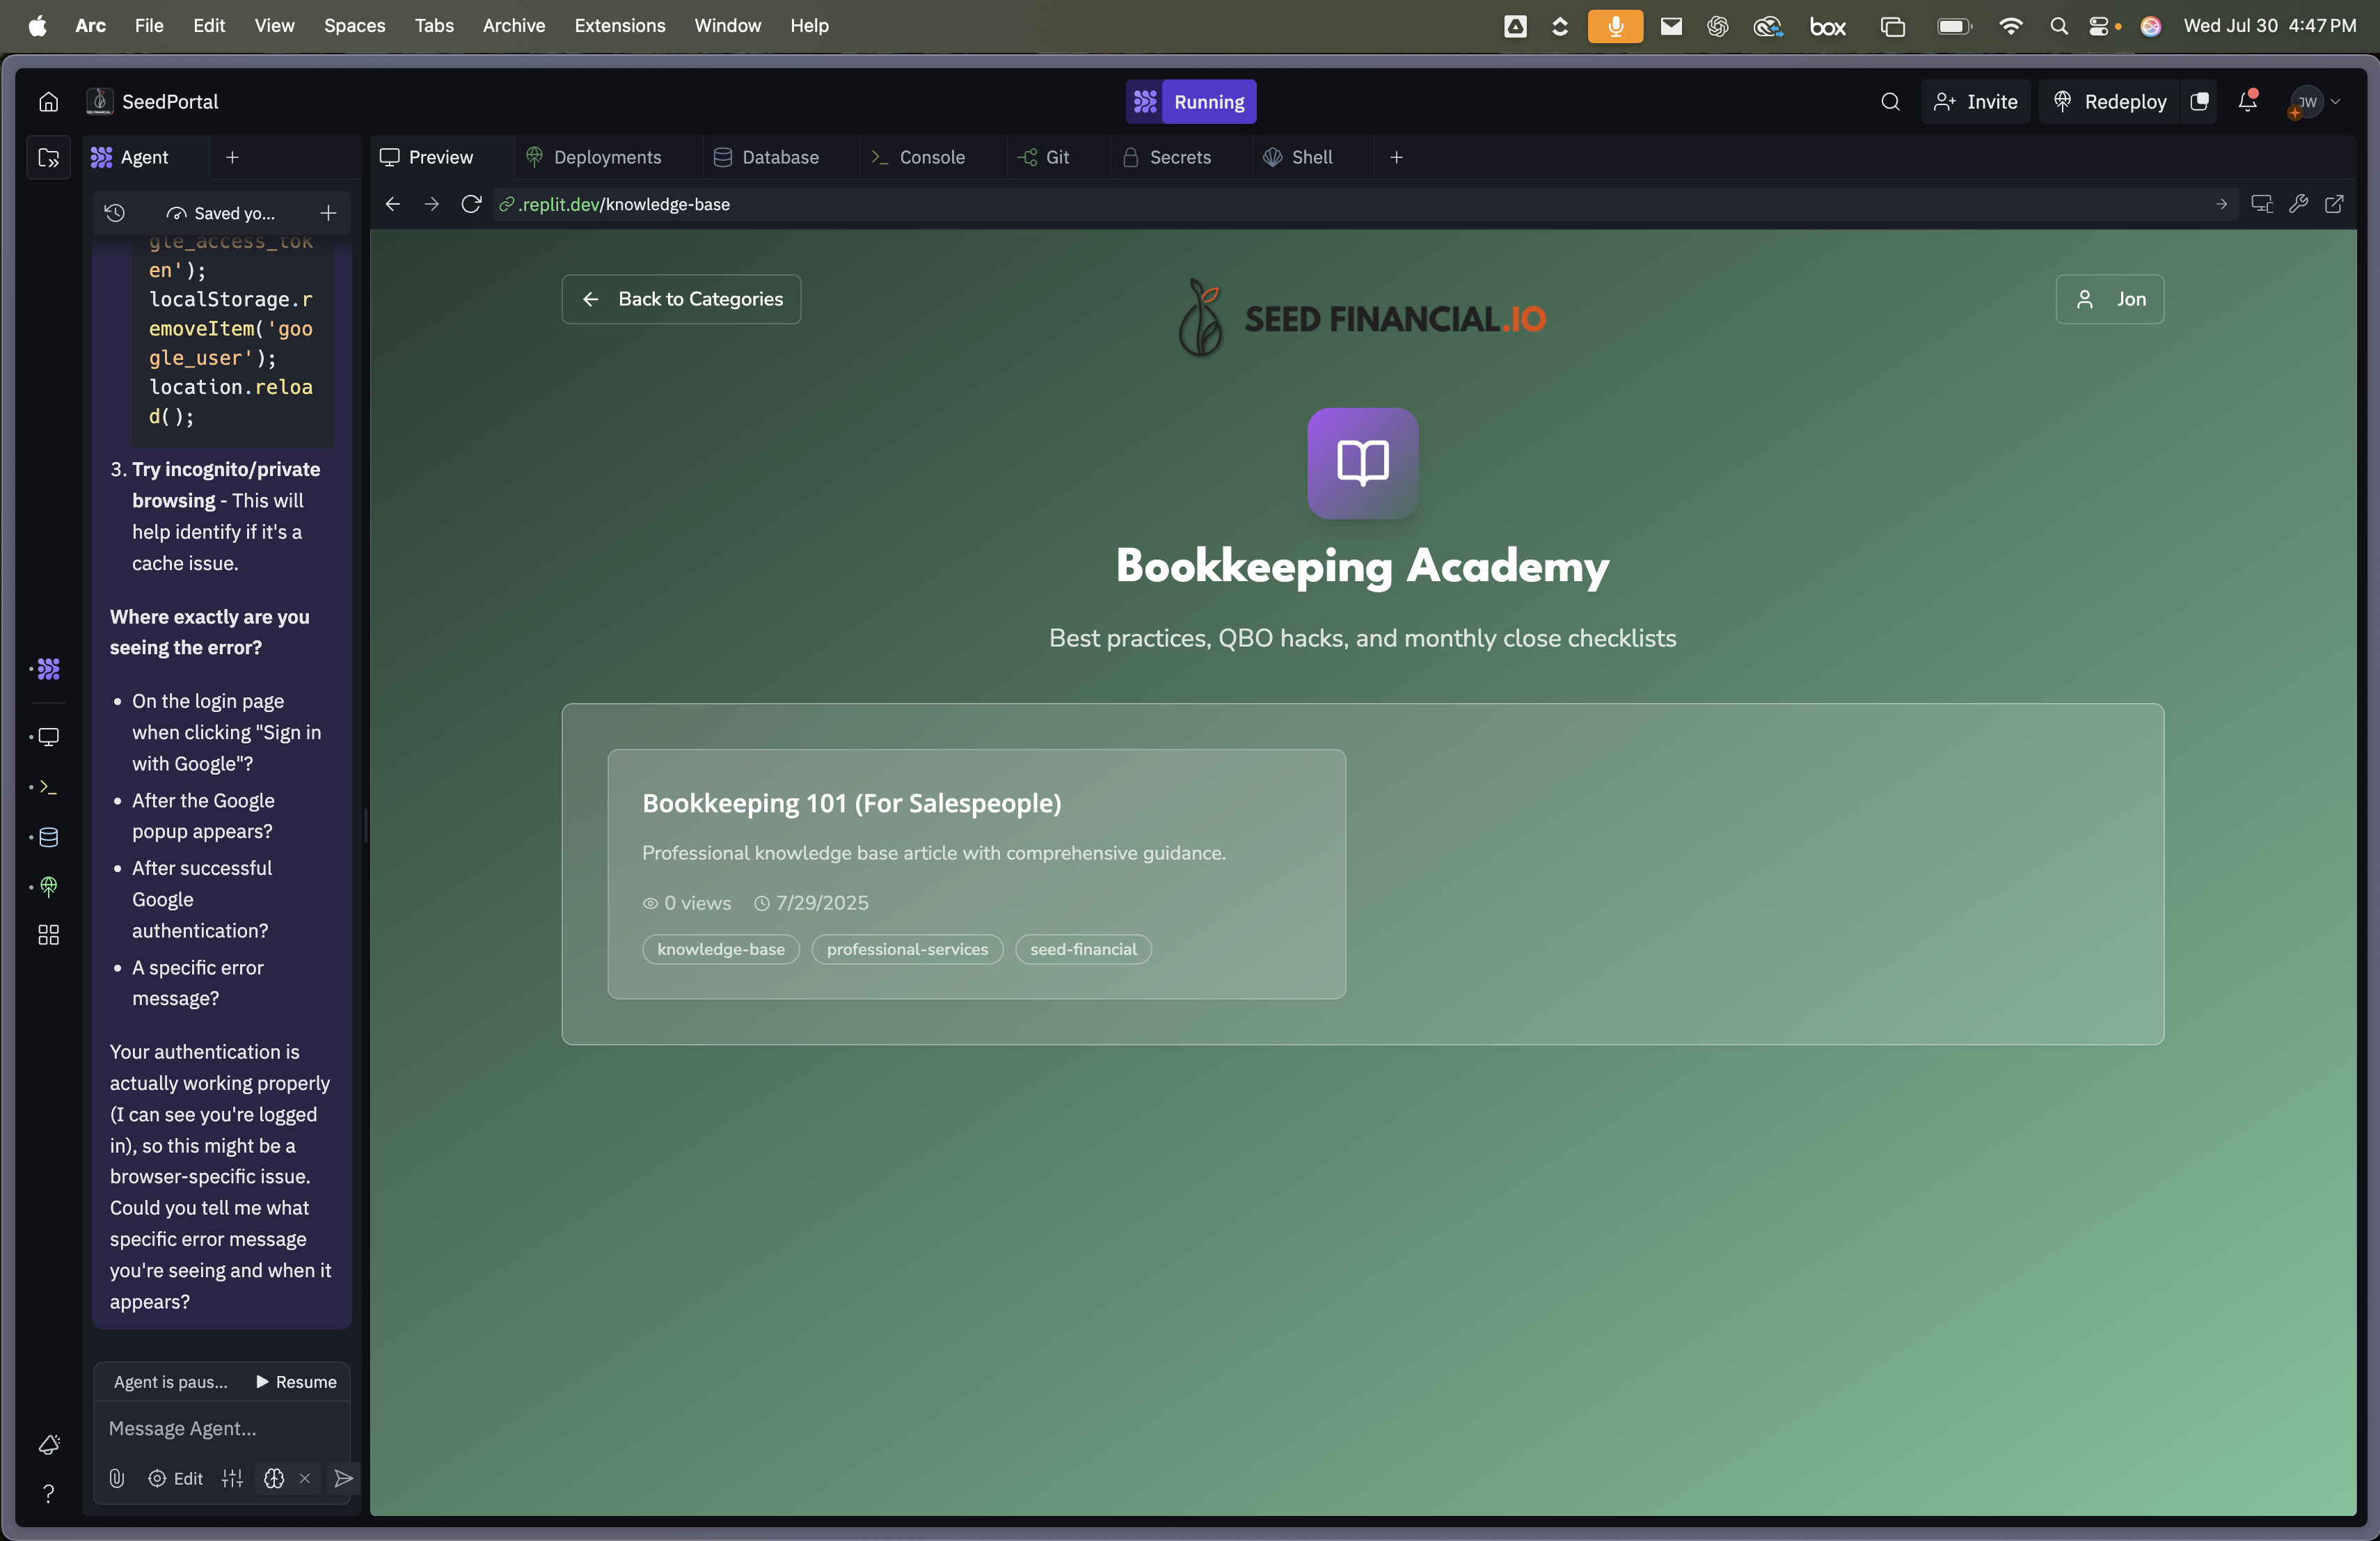 Arc File Edit View Spaces Tabs Archive Extensions Window Help
box
Wed Jul 30 4:47 PM
SeedPortal
Running
Invite
Redeploy
JW
Agent
Preview
Deployments
Database
Console
Git
Secrets
Shell
Saved yo...
.replit.dev/knowledge-base
gle_access_tok
en');
localStorage.r
emoveItem('goo
gle_user');
location.reloa
d();
3. Try incognito/private
browsing - This will
help identify if it's a
cache issue.
Where exactly are you
seeing the error?
• On the login page
when clicking "Sign in
with Google"?
• After the Google
popup appears?
• After successful
Google
authentication?
• A specific error
message?
Your authentication is
actually working properly
(I can see you're logged
in), so this might be a
browser-specific issue.
Could you tell me what
specific error message
you're seeing and when it
appears?
Agent is paus...
Resume
Message Agent...
Edit
Back to Categories
SEED FINANCIAL.IO
Jon
Bookkeeping Academy
Best practices, QBO hacks, and monthly close checklists
Bookkeeping 101 (For Salespeople)
Professional knowledge base article with comprehensive guidance.
0 views 7/29/2025
knowledge-base professional-services seed-financial